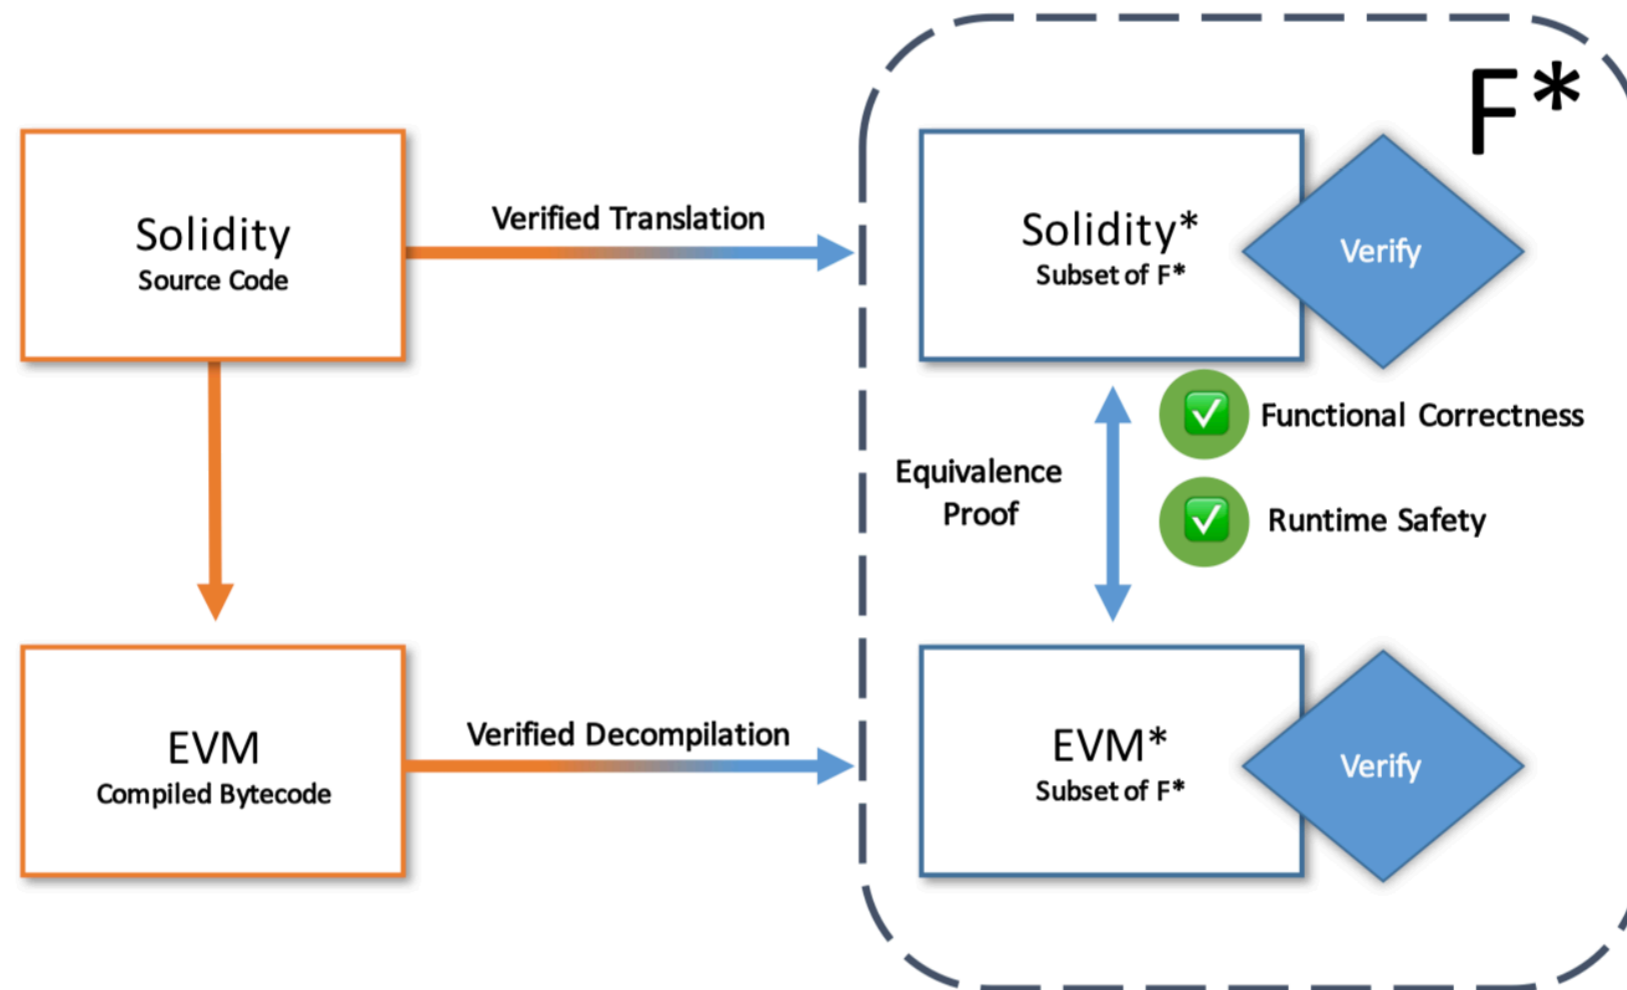 F*
Solidity
Source Code
Verified Translation
Solidity*
Subset of F*
Verify
Functional Correctness
Equivalence
Proof
Runtime Safety
EVM
Compiled Bytecode
Verified Decompilation
EVM*
Subset of F*
Verify